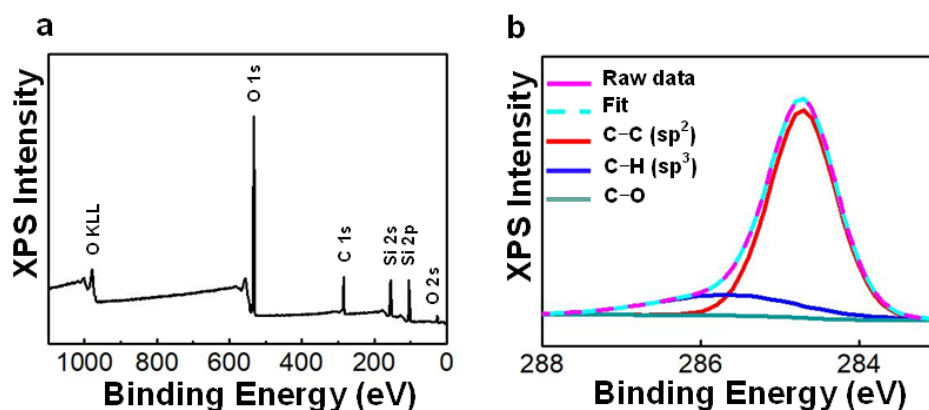 a
XPS Intensity
O KLL
O 1s
C 1s
Si 2s
Si 2p
O 2s
1000 800 600 400 200 0
Binding Energy (eV)
b
XPS Intensity
Raw data
Fit
C−C (sp²)
C−H (sp³)
C−O
288 286 284
Binding Energy (eV)